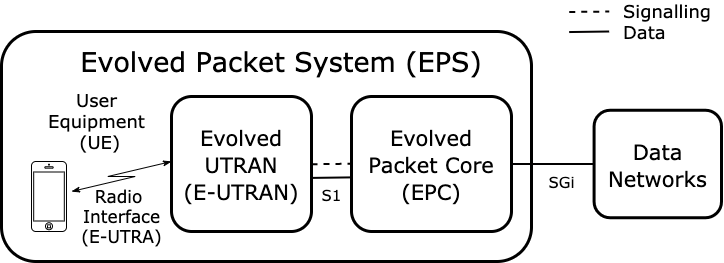 Signalling
Data
Evolved Packet System (EPS)
User
Equipment
(UE)
Radio
Interface
(E-UTRA)
Evolved
UTRAN
(E-UTRAN)
S1
Evolved
Packet Core
(EPC)
SGi
Data
Networks